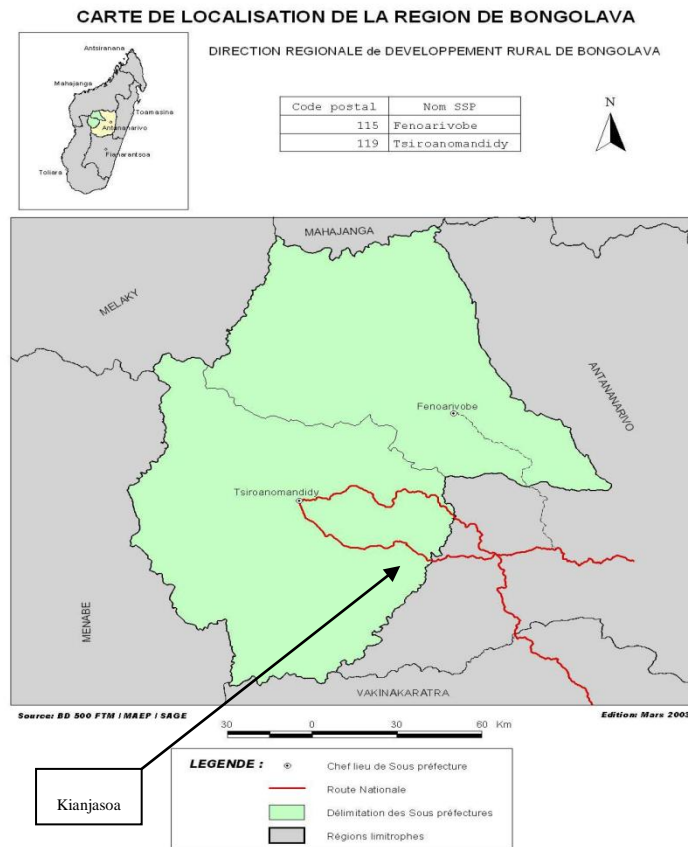 CARTE DE LOCALISATION DE LA REGION DE BONGOLAVA
DIRECTION REGIONALE de DEVELOPPEMENT RURAL DE BONGOLAVA
Antsiranana
Mahajanga
Toamasina
Antananarivo
Fianarantsoa
Toliara
Code postal Nom SSP
115 Fenoarivobe
119 Tsiroanomandidy
N
MAHAJANGA
MELAKY
ANTANANARIVO
Fenoarivobe
Tsiroanomandidy
MENABE
VAKINAKARATRA
Source: BD 500 FTM / MAEP / SAGE
Edition: Mars 2003
30 0 30 60 Km
Kianjasoa
LEGENDE :
Chef lieu de Sous préfecture
Route Nationale
Délimitation des Sous préfectures
Régions limitrophes